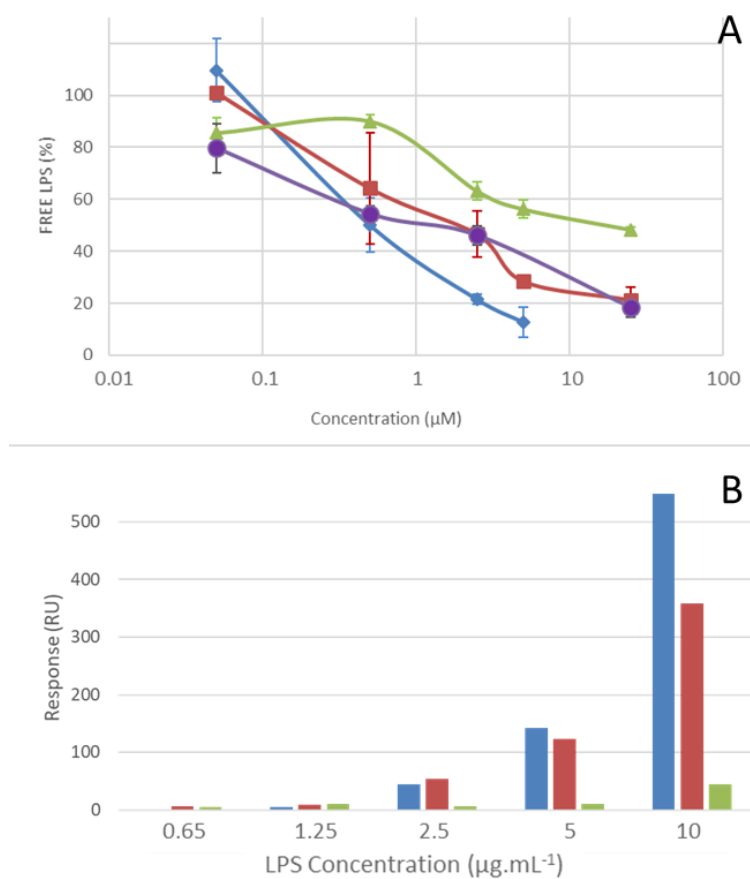 A
100
80
60
40
20
0
FREE LPS (%)
0.01 0.1 1 10 100
Concentration (µM)
B
500
400
300
200
100
0
Response (RU)
0.65 1.25 2.5 5 10
LPS Concentration (µg.mL⁻¹)